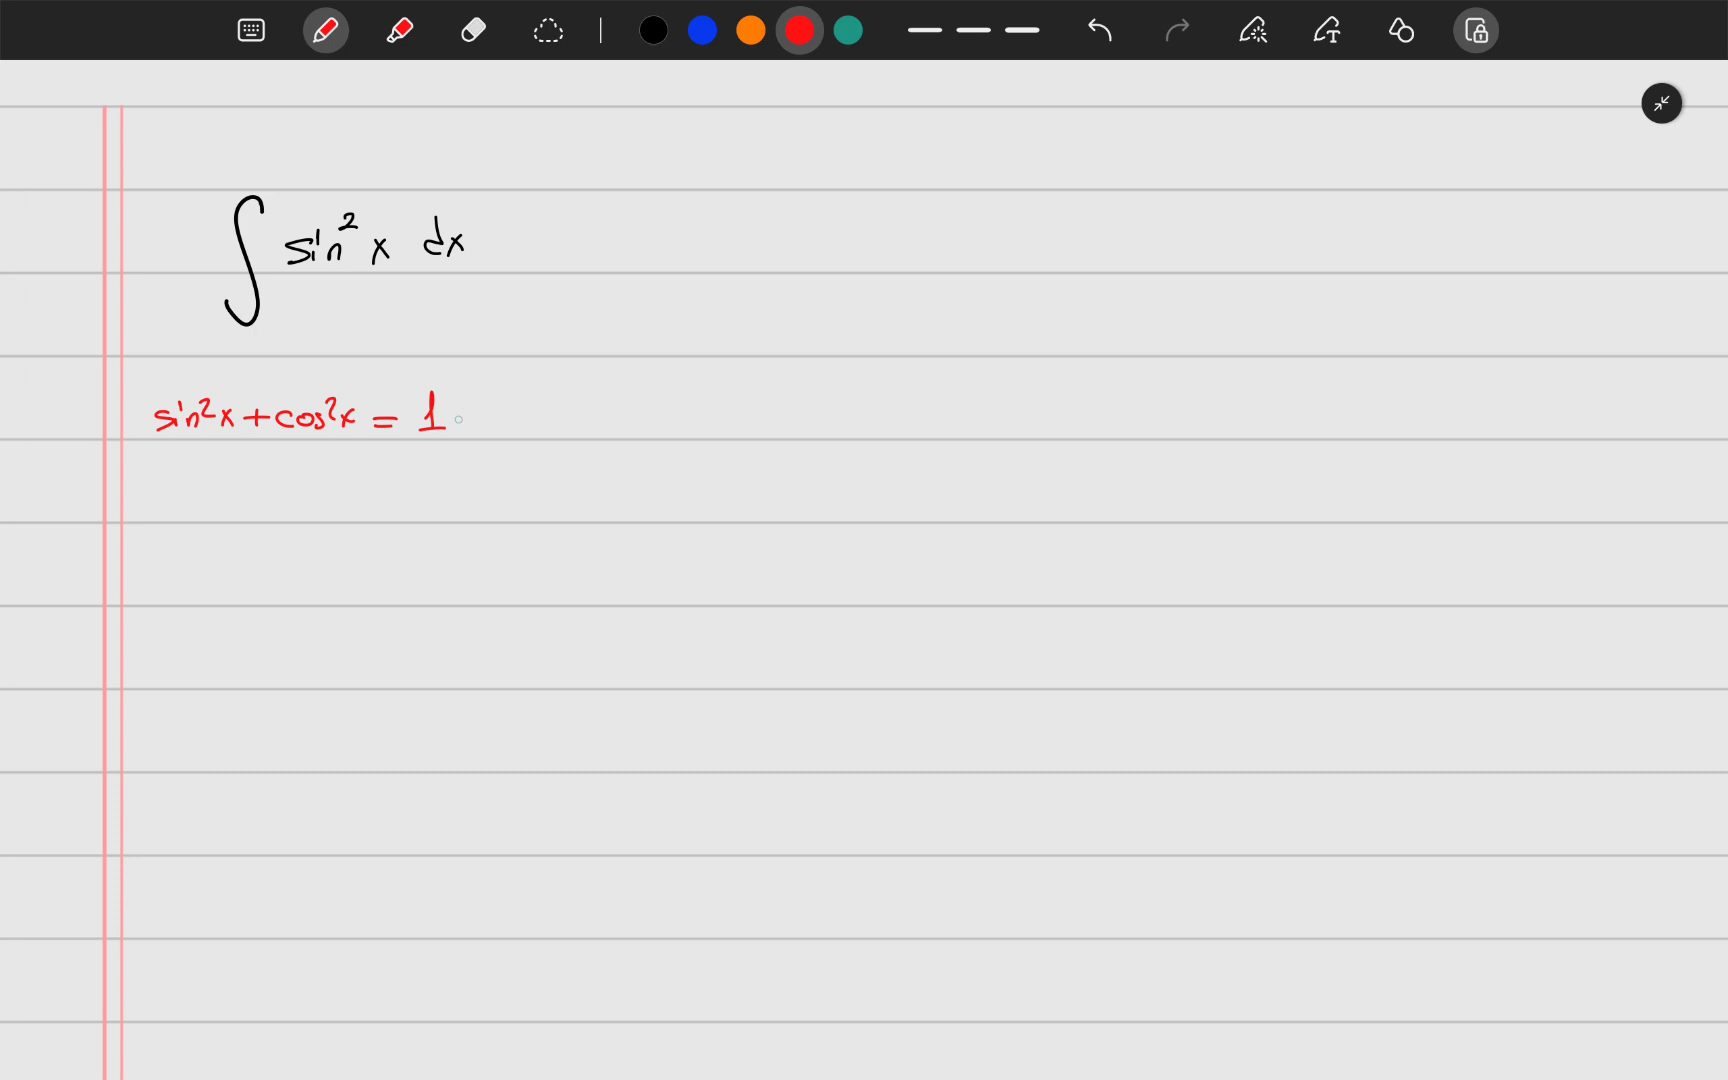 ∫ sin² x dx
sin²x + cos²x = 1